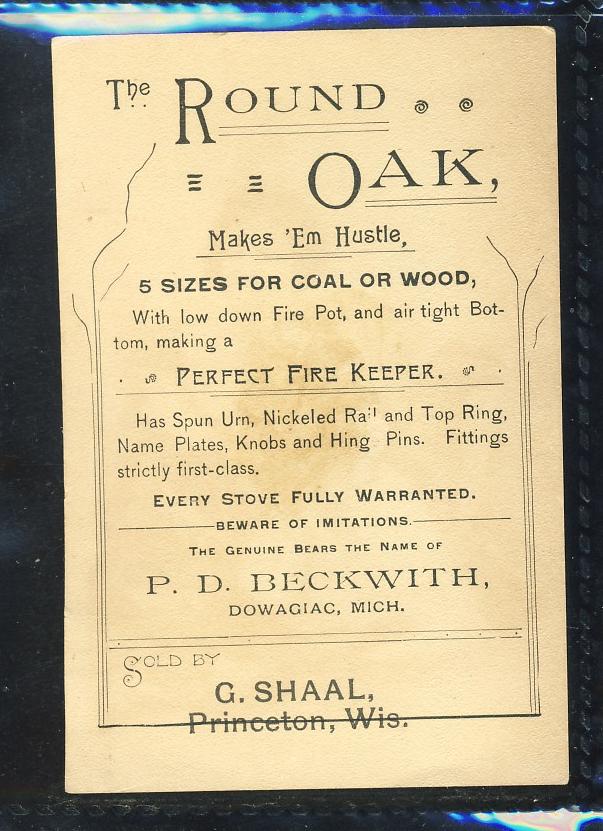 The ROUND
OAK,
Makes 'Em Hustle,
5 SIZES FOR COAL OR WOOD,
With low down Fire Pot, and air tight Bot-
tom, making a
PERFECT FIRE KEEPER.
Has Spun Urn, Nickeled Rail and Top Ring,
Name Plates, Knobs and Hing Pins. Fittings
strictly first-class.
EVERY STOVE FULLY WARRANTED.
BEWARE OF IMITATIONS.
THE GENUINE BEARS THE NAME OF
P. D. BECKWITH,
DOWAGIAC, MICH.
SOLD BY
G. SHAAL,
Princeton, Wis.